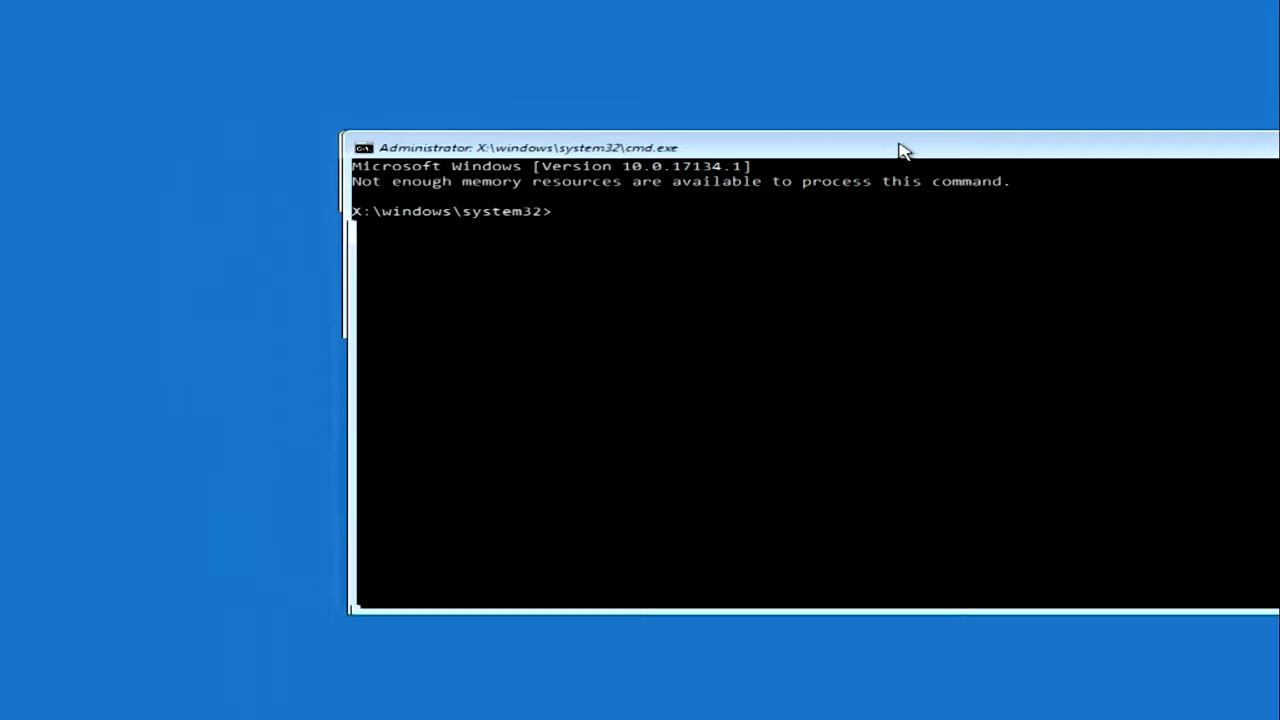 Administrator: X:\windows\system32\cmd.exe
Microsoft Windows [Version 10.0.17134.1]
Not enough memory resources are available to process this command.
X:\windows\system32>